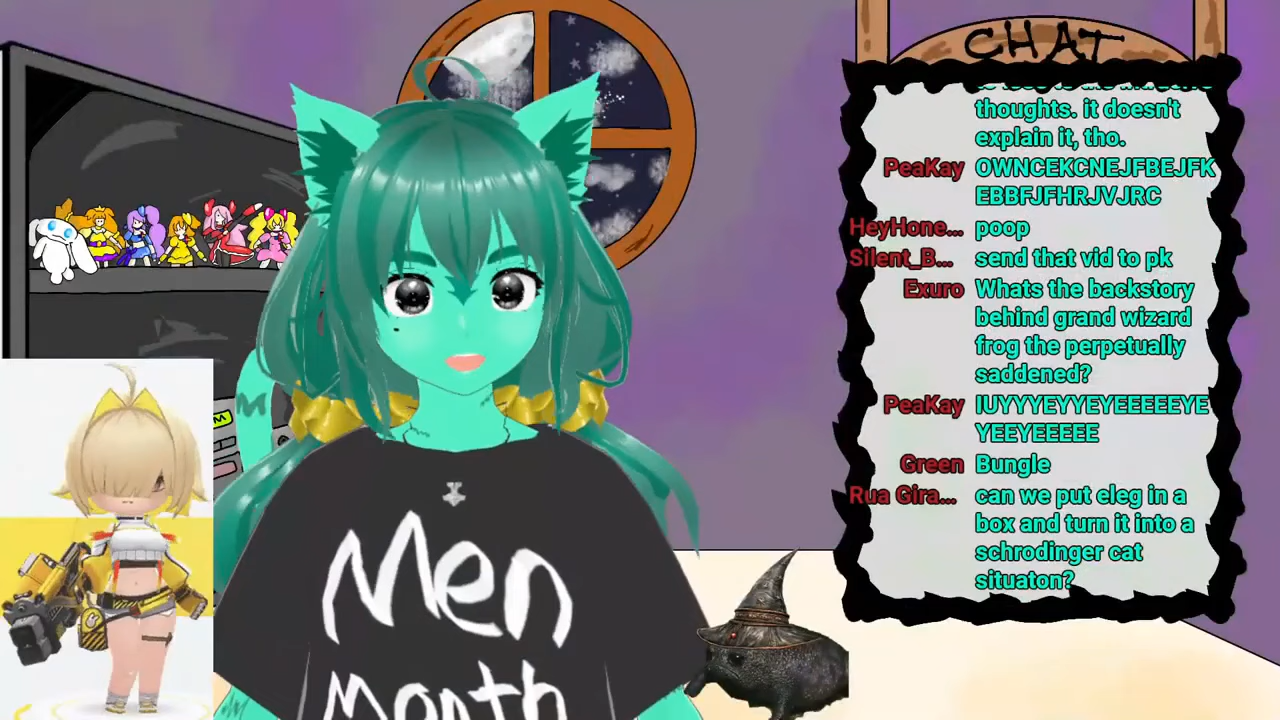 CHAT
thoughts. it doesn't
explain it, tho.
PeaKay OWNCEKCNEJFBEJFK
EBBFJFHRJVJRC
HeyHone... poop
Silent_B... send that vid to pk
Exuro Whats the backstory
behind grand wizard
frog the perpetually
saddened?
PeaKay IUYYYEYYEYEEEEEYE
YEEYEEEEE
Green Bungle
Rua Gira... can we put eleg in a
box and turn it into a
schrodinger cat
situaton?
Men
Month